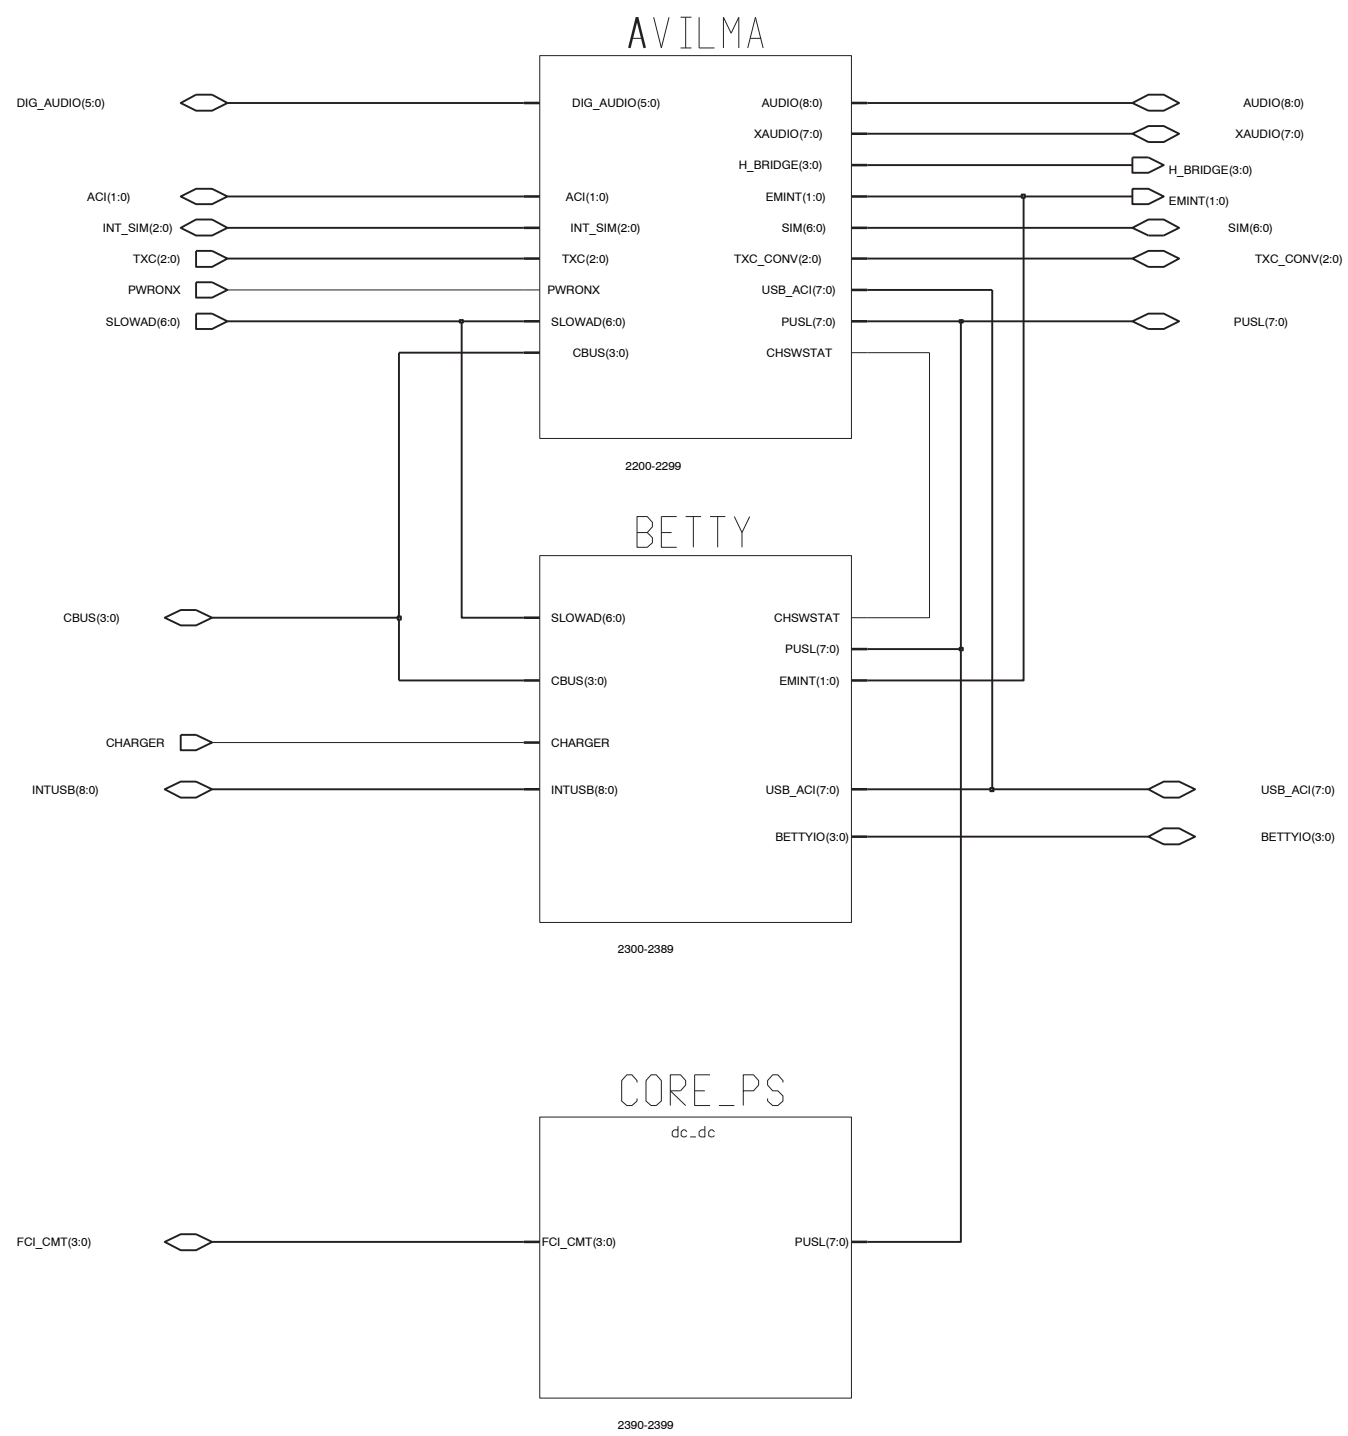 AVILMA
DIG_AUDIO(5:0) DIG_AUDIO(5:0) AUDIO(8:0) AUDIO(8:0)
XAUDIO(7:0) XAUDIO(7:0)
H_BRIDGE(3:0) H_BRIDGE(3:0)
ACI(1:0) ACI(1:0) EMINT(1:0) EMINT(1:0)
INT_SIM(2:0) INT_SIM(2:0) SIM(6:0) SIM(6:0)
TXC(2:0) TXC(2:0) TXC_CONV(2:0) TXC_CONV(2:0)
PWRONX PWRONX USB_ACI(7:0)
SLOWAD(6:0) SLOWAD(6:0) PUSL(7:0) PUSL(7:0)
CBUS(3:0) CHSWSTAT
2200-2299
BETTY
CBUS(3:0) SLOWAD(6:0) CHSWSTAT
PUSL(7:0)
CBUS(3:0) EMINT(1:0)
CHARGER CHARGER
INTUSB(8:0) INTUSB(8:0) USB_ACI(7:0) USB_ACI(7:0)
BETTYIO(3:0) BETTYIO(3:0)
2300-2389
CORE_PS
dc_dc
FCI_CMT(3:0) FCI_CMT(3:0) PUSL(7:0)
2390-2399